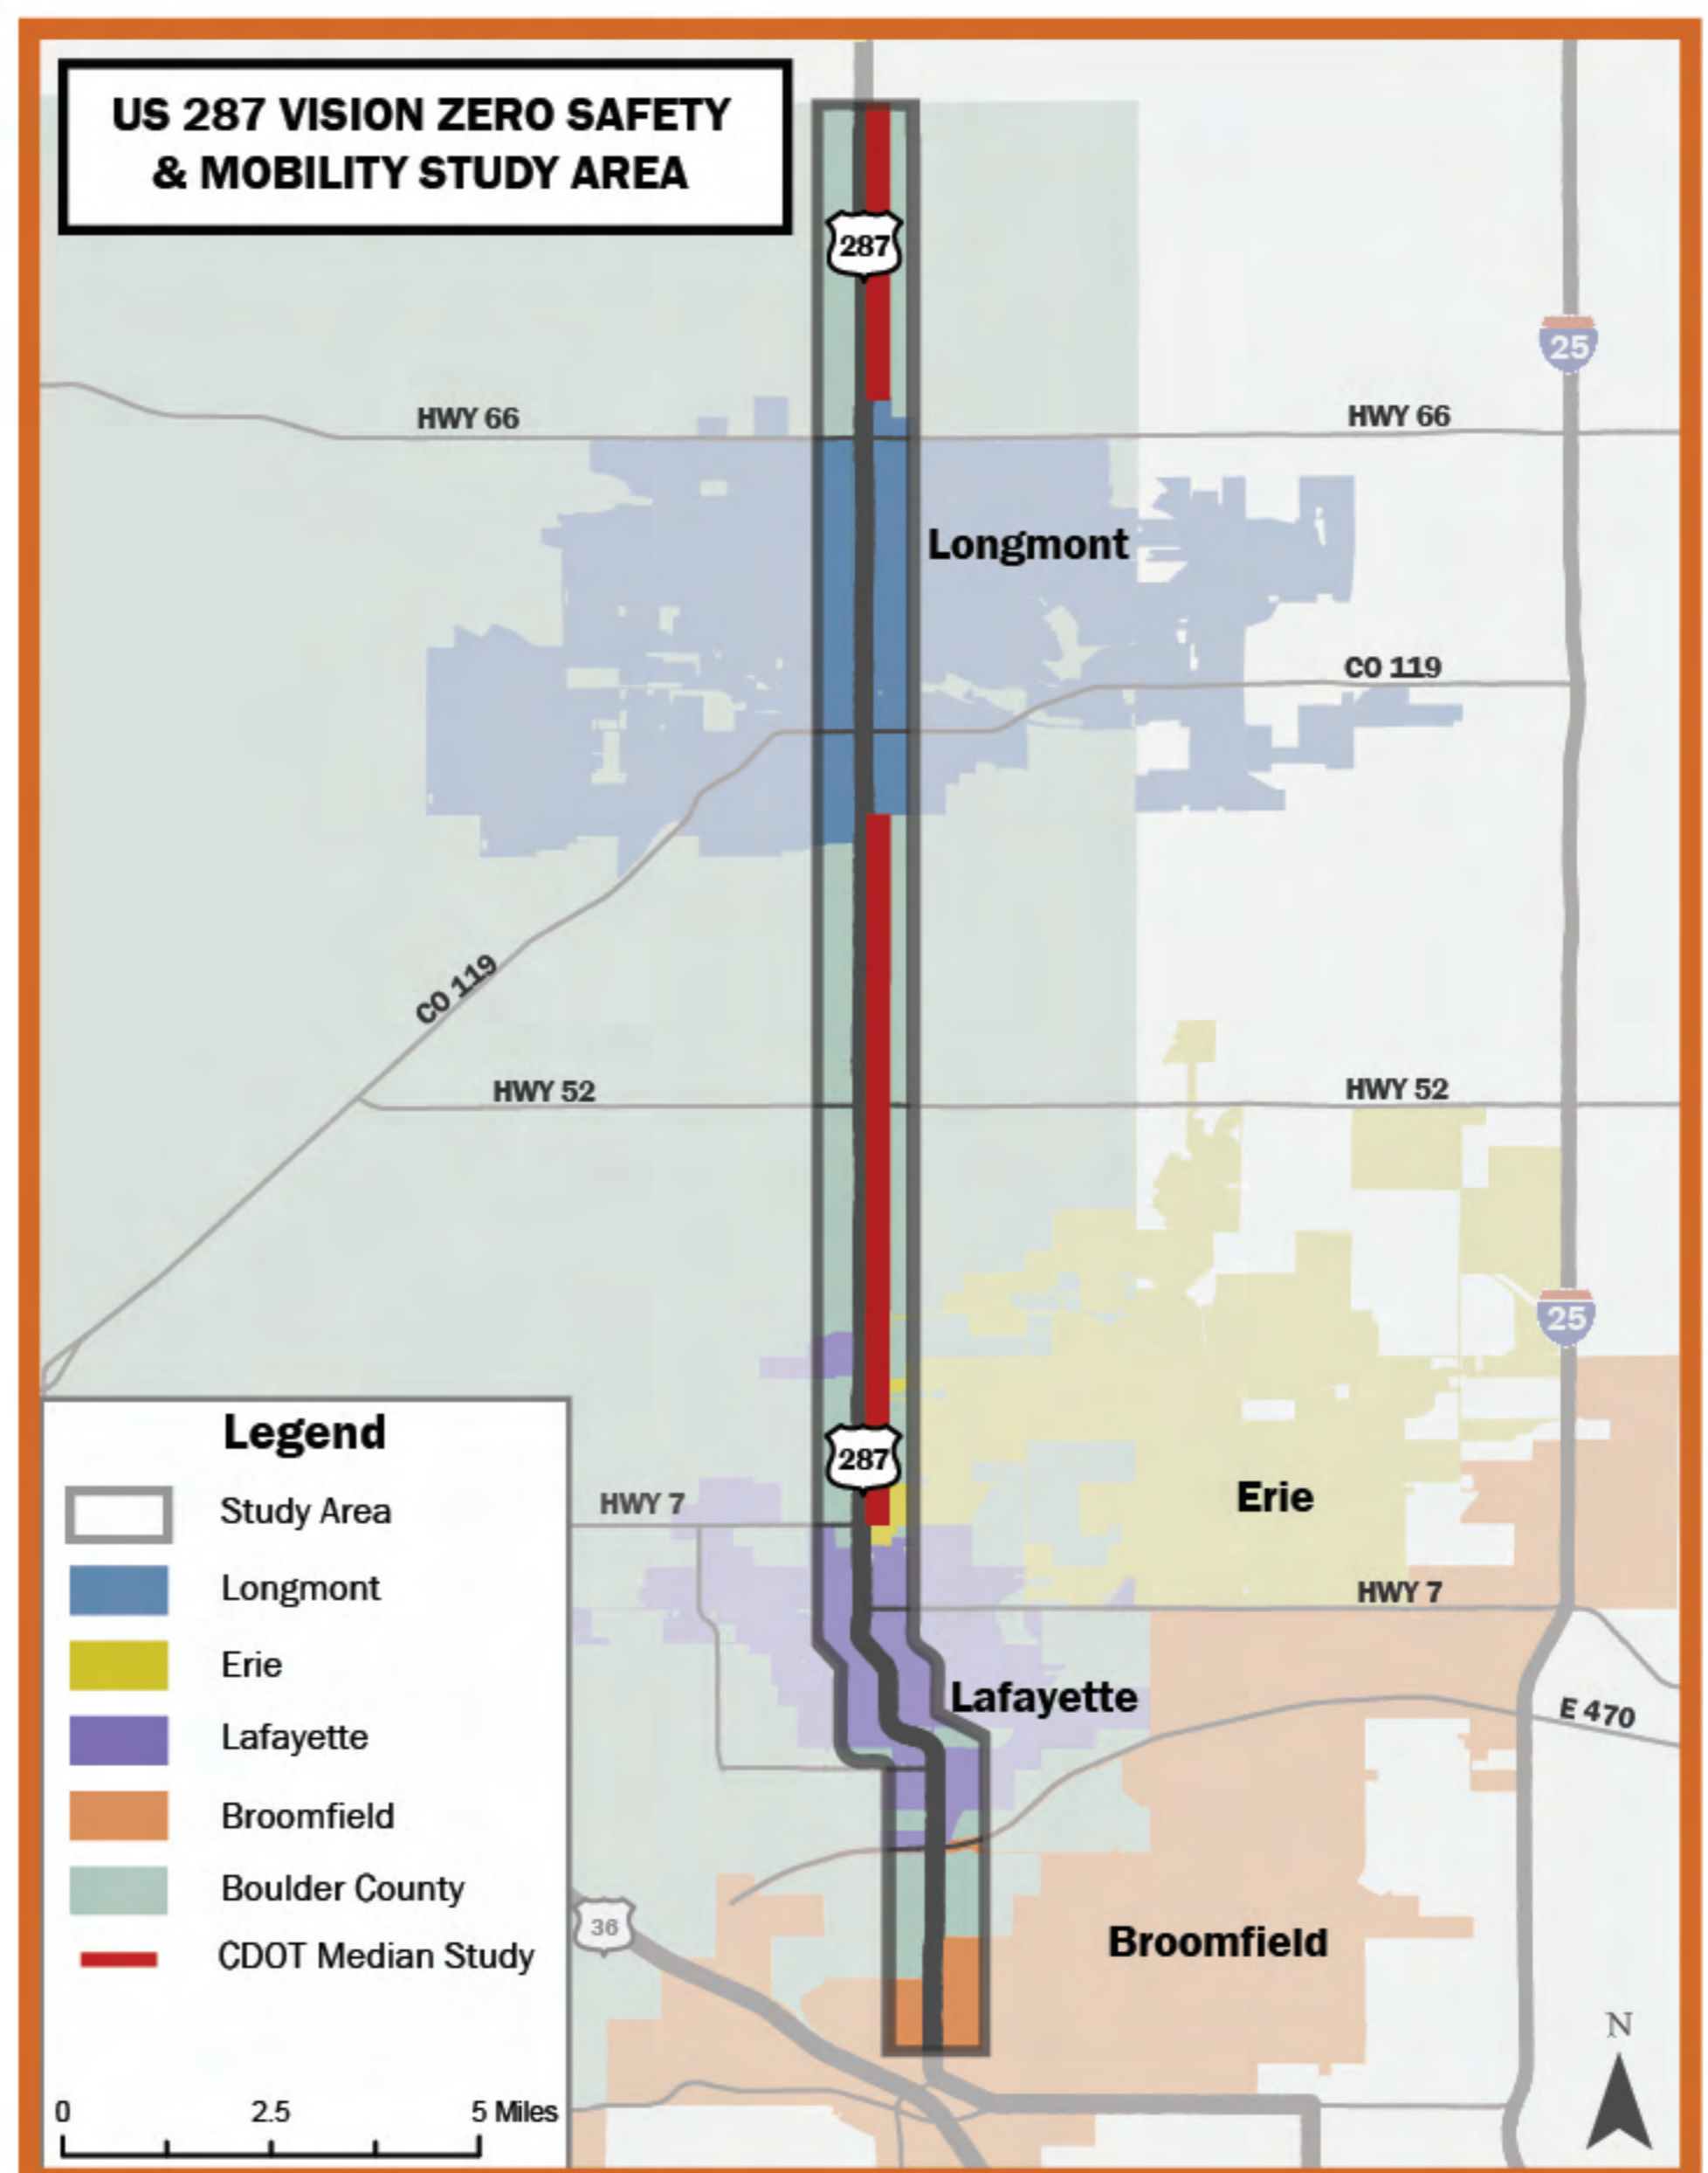 US 287 VISION ZERO SAFETY
& MOBILITY STUDY AREA
287
25
HWY 66
HWY 66
Longmont
CO 119
CO 119
HWY 52
HWY 52
25
287
HWY 7
Erie
HWY 7
Lafayette
E 470
36
Broomfield
Legend
Study Area
Longmont
Erie
Lafayette
Broomfield
Boulder County
CDOT Median Study
0 2.5 5 Miles
N